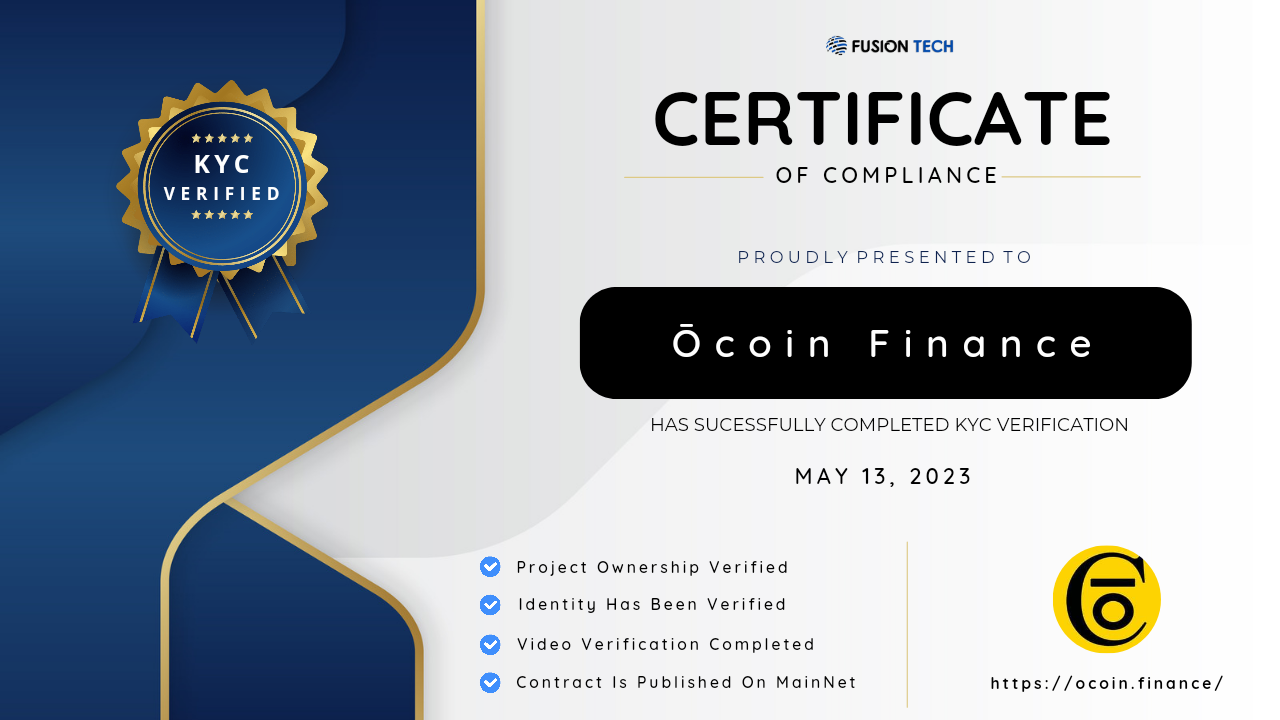 FUSION TECH
CERTIFICATE
OF COMPLIANCE
KYC
VERIFIED
PROUDLY PRESENTED TO
Ōcoin Finance
HAS SUCESSFULLY COMPLETED KYC VERIFICATION
MAY 13, 2023
Project Ownership Verified
Identity Has Been Verified
Video Verification Completed
Contract Is Published On MainNet
https://ocoin.finance/